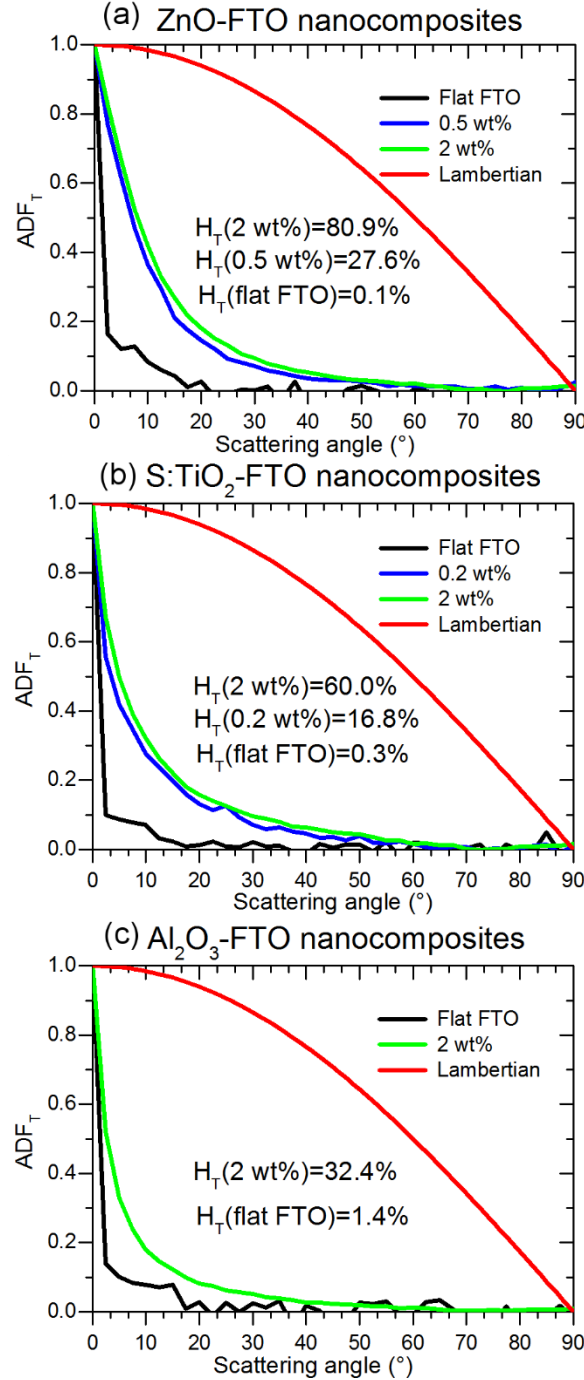 (a) ZnO-FTO nanocomposites
1.0
0.8
0.6
0.4
0.2
0.0
ADF_T
Flat FTO
0.5 wt%
2 wt%
Lambertian
H_T(2 wt%)=80.9%
H_T(0.5 wt%)=27.6%
H_T(flat FTO)=0.1%
0 10 20 30 40 50 60 70 80 90
Scattering angle (°)
(b) S:TiO₂-FTO nanocomposites
1.0
0.8
0.6
0.4
0.2
0.0
ADF_T
Flat FTO
0.2 wt%
2 wt%
Lambertian
H_T(2 wt%)=60.0%
H_T(0.2 wt%)=16.8%
H_T(flat FTO)=0.3%
0 10 20 30 40 50 60 70 80 90
Scattering angle (°)
(c) Al₂O₃-FTO nanocomposites
1.0
0.8
0.6
0.4
0.2
0.0
ADF_T
Flat FTO
2 wt%
Lambertian
H_T(2 wt%)=32.4%
H_T(flat FTO)=1.4%
0 10 20 30 40 50 60 70 80 90
Scattering angle (°)